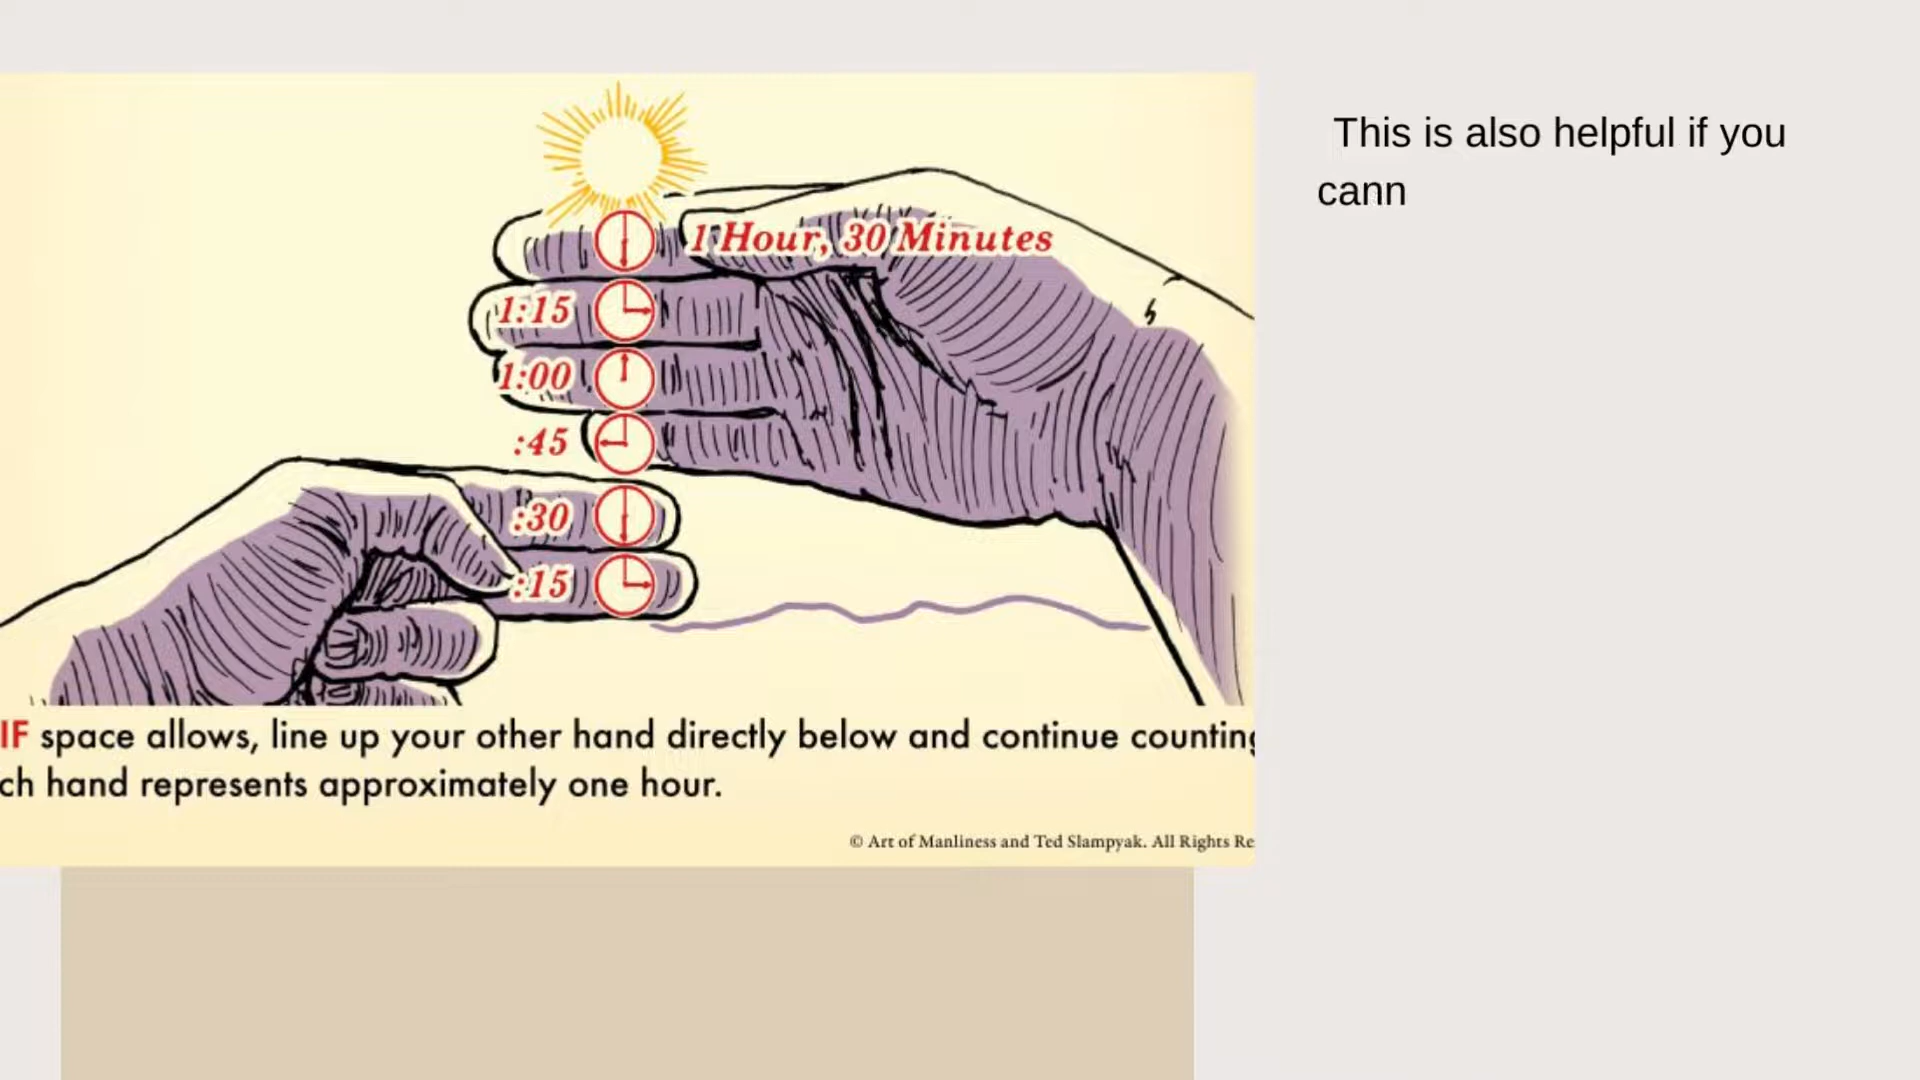 This is also helpful if you
cann
1 Hour, 30 Minutes
1:15
1:00
:45
:30
:15
IF space allows, line up your other hand directly below and continue counting
ch hand represents approximately one hour.
© Art of Manliness and Ted Slampyak. All Rights Re